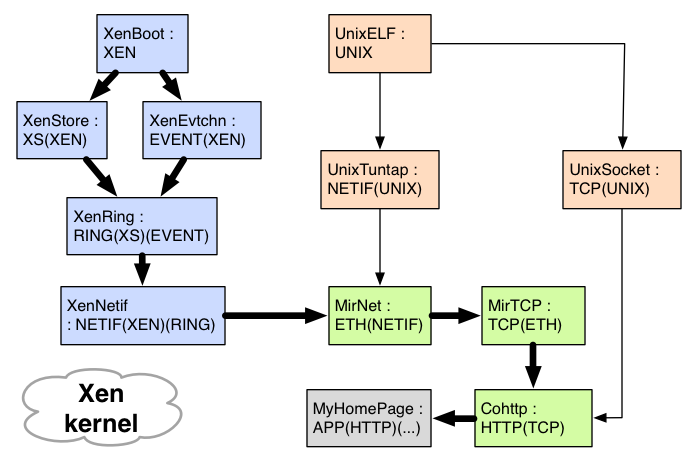 XenBoot :
XEN
UnixELF :
UNIX
XenStore :
XS(XEN)
XenEvtchn :
EVENT(XEN)
UnixTuntap :
NETIF(UNIX)
UnixSocket :
TCP(UNIX)
XenRing :
RING(XS)(EVENT)
XenNetif
: NETIF(XEN)(RING)
MirNet :
ETH(NETIF)
MirTCP :
TCP(ETH)
Xen
kernel
MyHomePage :
APP(HTTP)(...)
Cohttp :
HTTP(TCP)